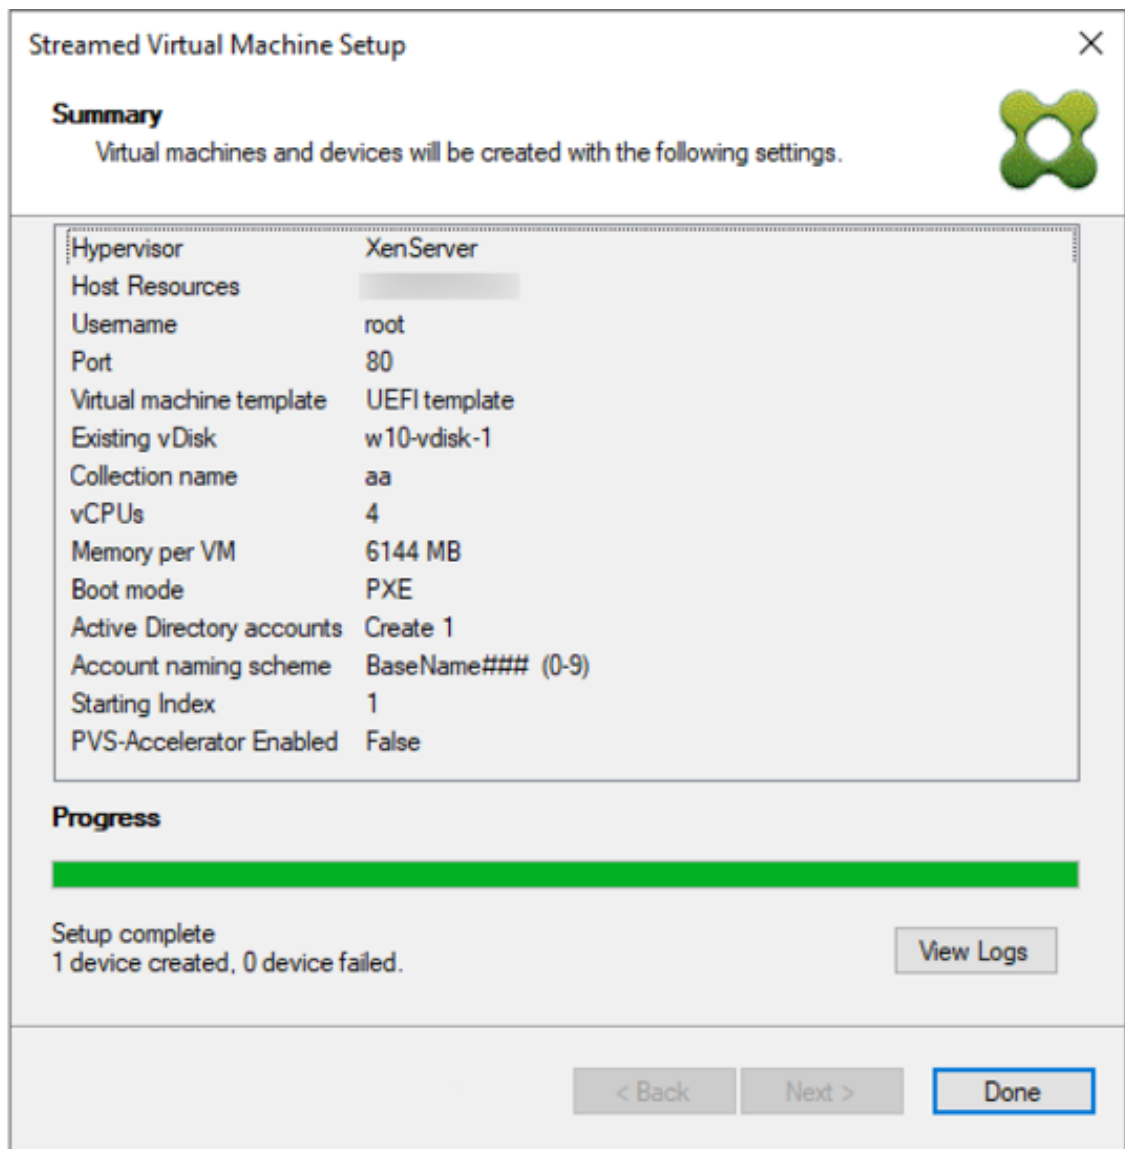 Streamed Virtual Machine Setup
Summary
Virtual machines and devices will be created with the following settings.
Hypervisor XenServer
Host Resources
Username root
Port 80
Virtual machine template UEFI template
Existing vDisk w10-vdisk-1
Collection name aa
vCPUs 4
Memory per VM 6144 MB
Boot mode PXE
Active Directory accounts Create 1
Account naming scheme BaseName### (0-9)
Starting Index 1
PVS-Accelerator Enabled False
Progress
Setup complete
1 device created, 0 device failed.
View Logs
< Back Next > Done